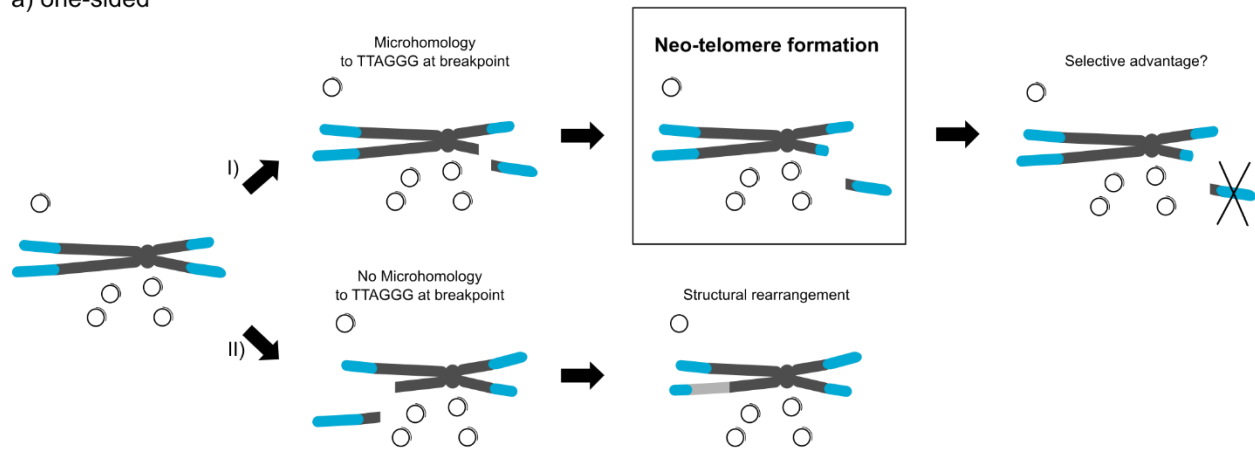 a) one-sided
Microhomology
to TTAGGG at breakpoint
Neo-telomere formation
Selective advantage?
I)
No Microhomology
to TTAGGG at breakpoint
Structural rearrangement
II)